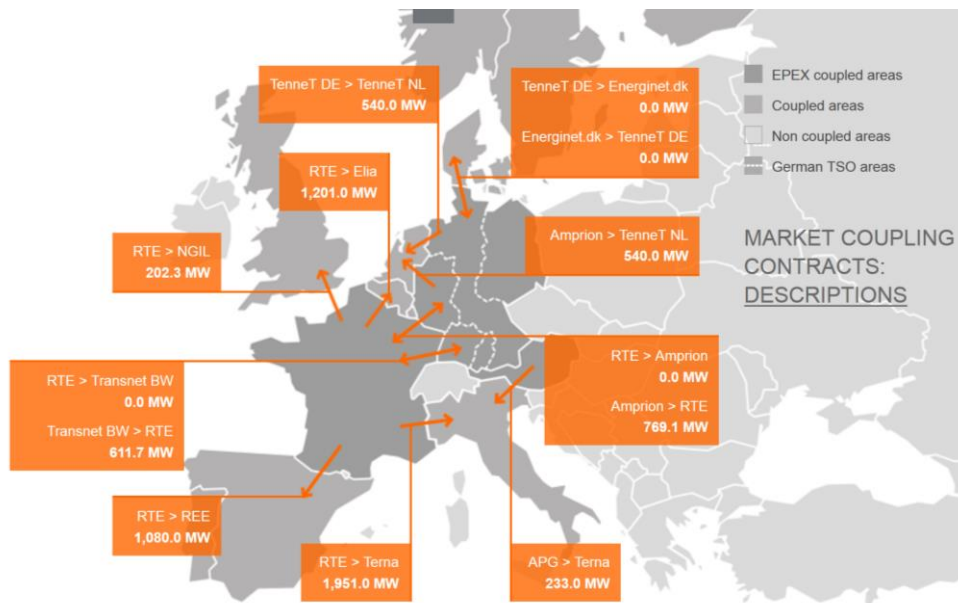 TenneT DE > TenneT NL
540.0 MW
TenneT DE > Energinet.dk
0.0 MW
Energinet.dk > TenneT DE
0.0 MW
EPEX coupled areas
Coupled areas
Non coupled areas
German TSO areas
RTE > Elia
1,201.0 MW
RTE > NGIL
202.3 MW
Amprion > TenneT NL
540.0 MW
MARKET COUPLING
CONTRACTS:
DESCRIPTIONS
RTE > Transnet BW
0.0 MW
Transnet BW > RTE
611.7 MW
RTE > Amprion
0.0 MW
Amprion > RTE
769.1 MW
RTE > REE
1,080.0 MW
RTE > Terna
1,951.0 MW
APG > Terna
233.0 MW